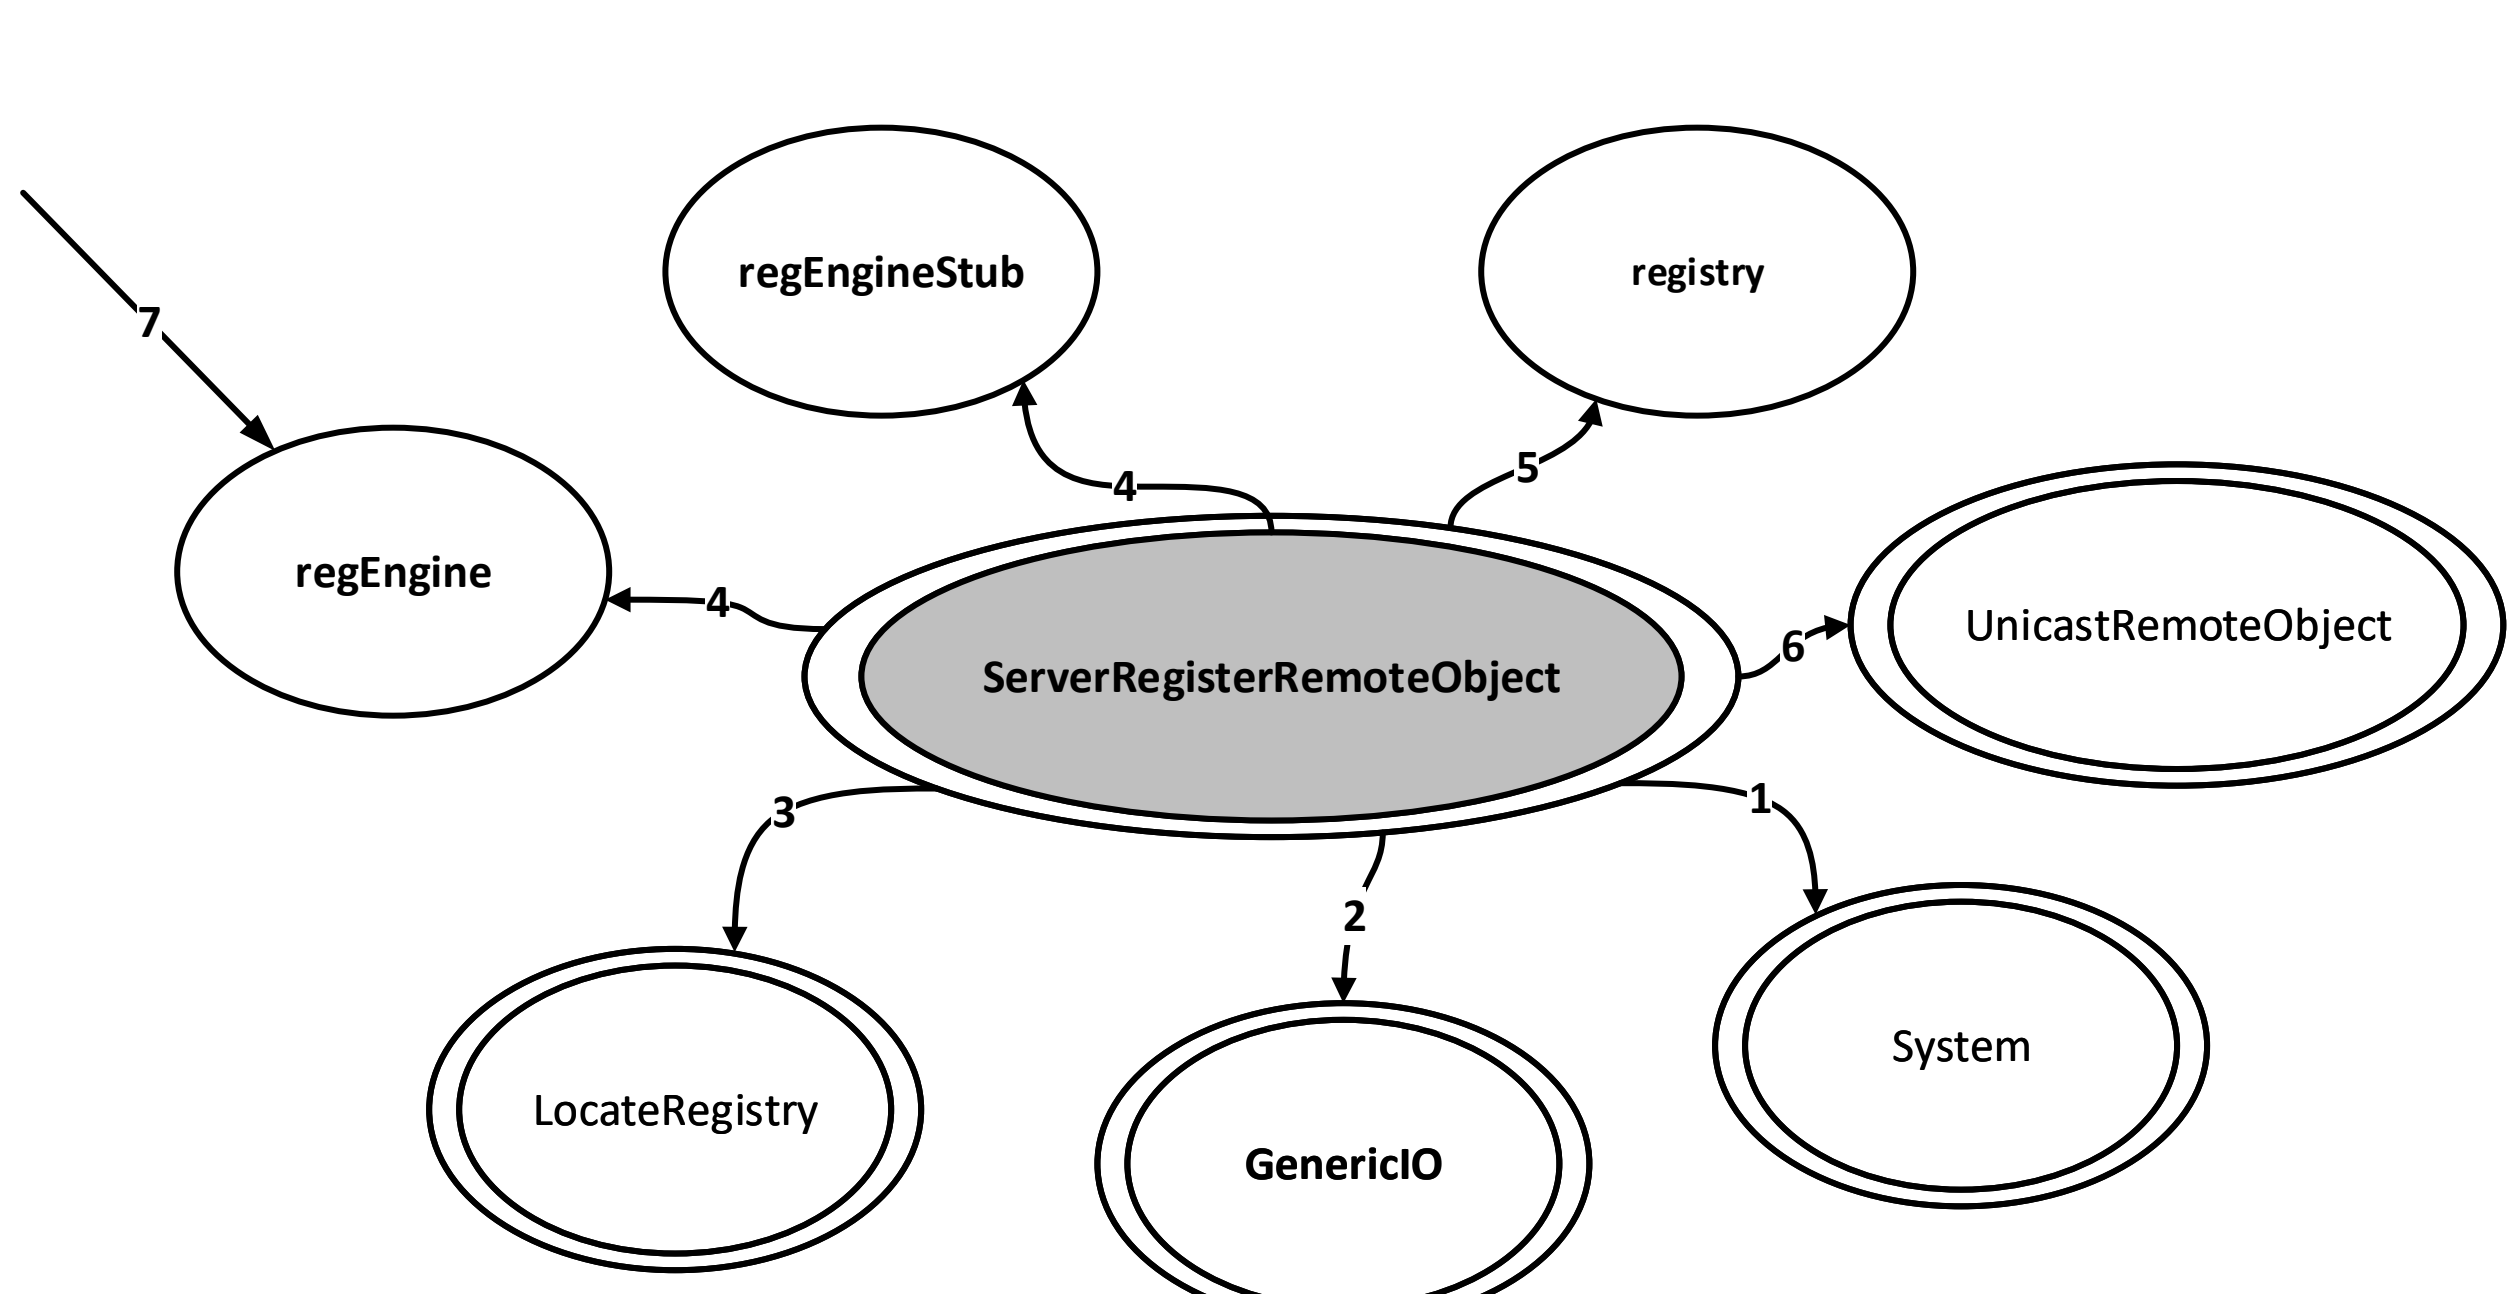 regEngineStub
registry
7
5
4
regEngine
4
UnicastRemoteObject
6
ServerRegisterRemoteObject
3
1
2
System
LocateRegistry
GenericIO